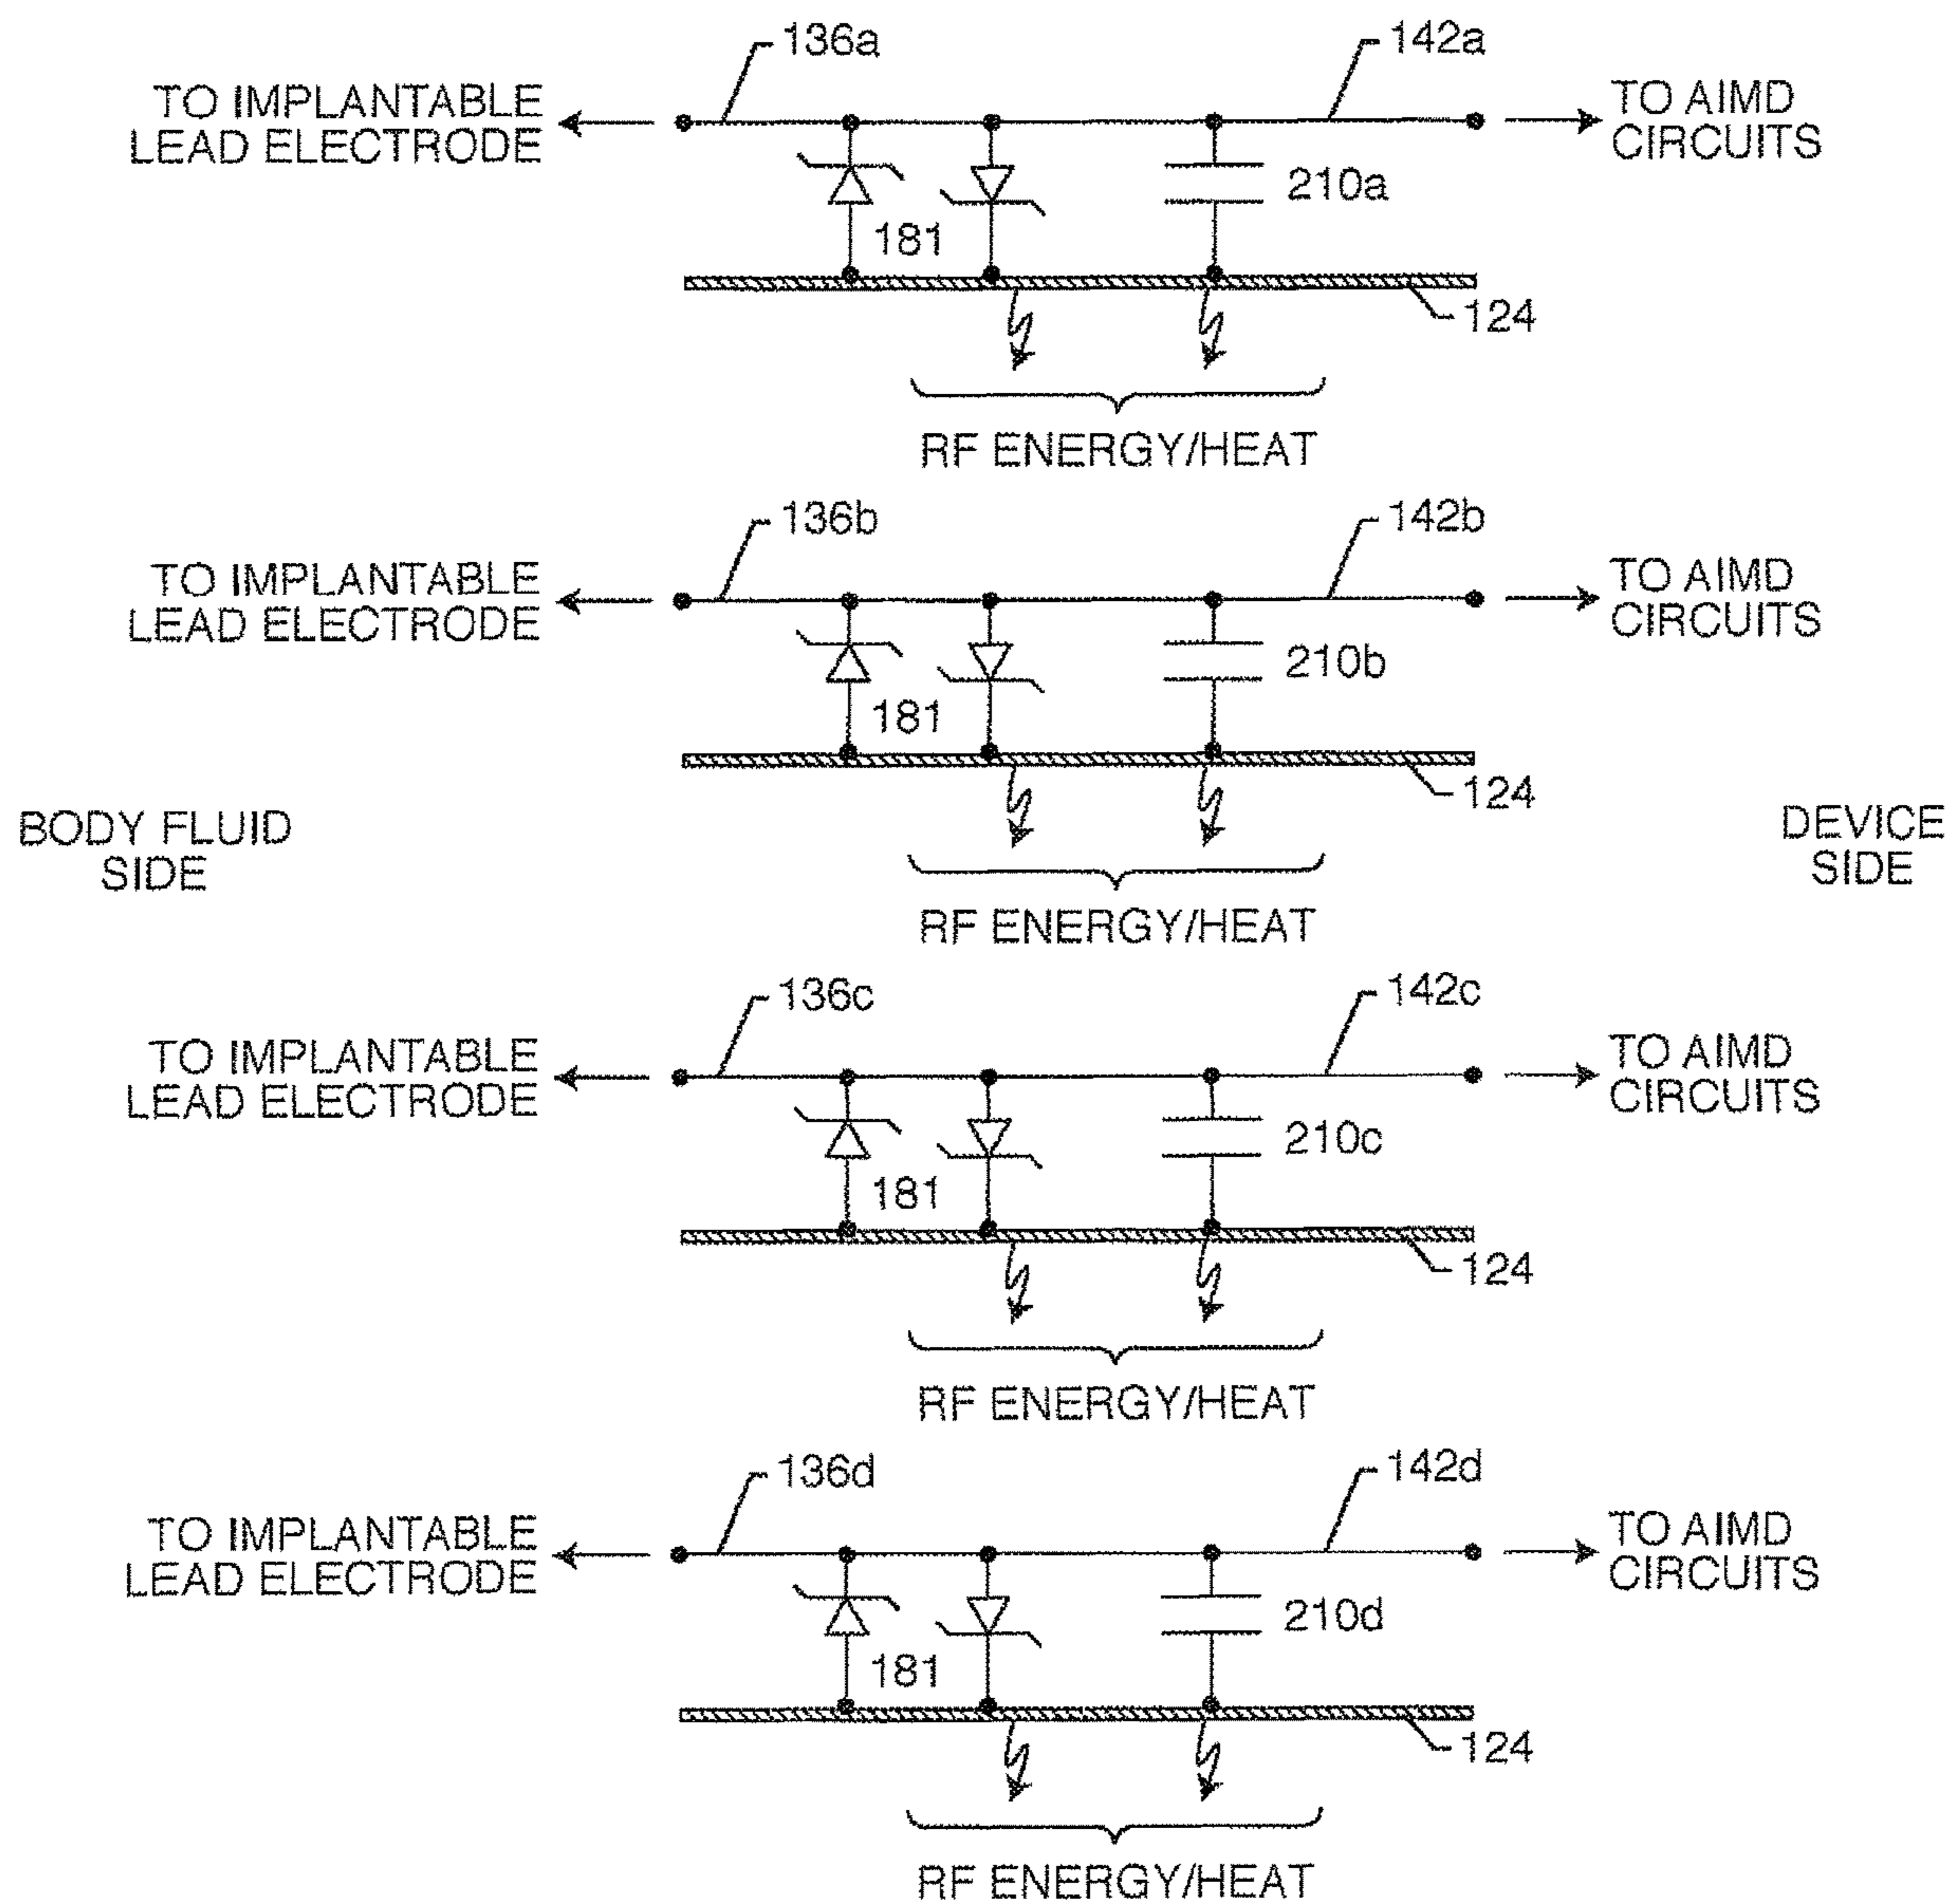 136a
142a
TO IMPLANTABLE
LEAD ELECTRODE
TO AIMD
CIRCUITS
210a
181
124
RF ENERGY/HEAT
136b
142b
TO IMPLANTABLE
LEAD ELECTRODE
TO AIMD
CIRCUITS
210b
181
124
BODY FLUID
SIDE
DEVICE
SIDE
RF ENERGY/HEAT
136c
142c
TO IMPLANTABLE
LEAD ELECTRODE
TO AIMD
CIRCUITS
210c
181
124
RF ENERGY/HEAT
136d
142d
TO IMPLANTABLE
LEAD ELECTRODE
TO AIMD
CIRCUITS
210d
181
124
RF ENERGY/HEAT